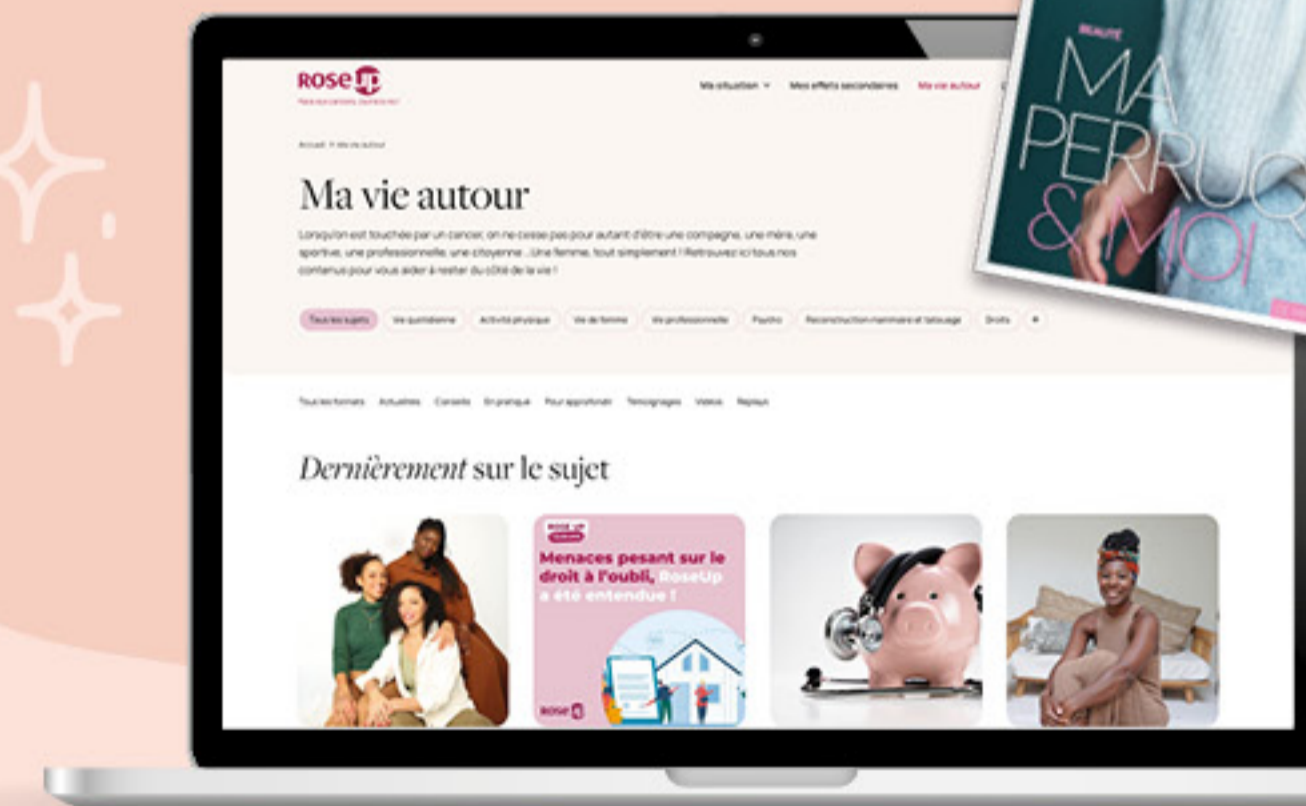 ROSE UP
Ma situation
Mes effets secondaires
Ma vie autour
Accueil > Ma vie autour
Ma vie autour
Lorsqu'on est touchée par un cancer, on ne cesse pas pour autant d'être une compagne, une mère, une
sportive, une professionnelle, une citoyenne ...Une femme, tout simplement ! Retrouvez ici tous nos
contenus pour vous aider à rester du côté de la vie !
Tous les sujets
Vie quotidienne
Activité physique
Vie de femme
Vie professionnelle
Psycho
Reconstruction mammaire et tatouage
Droits
+
Tous les formats
Actualités
Conseils
En pratique
Pour approfondir
Témoignages
Vidéos
Replays
Dernièrement sur le sujet
ROSE UP
Menaces pesant sur le
droit à l'oubli, RoseUp
a été entendue !
ROSE UP
BEAUTÉ
MA
PERRUQ
& MOI